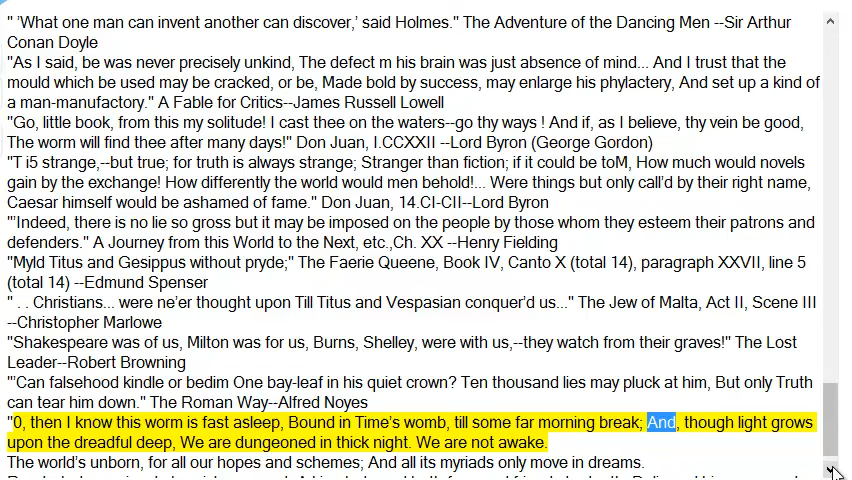 " 'What one man can invent another can discover,' said Holmes." The Adventure of the Dancing Men --Sir Arthur
Conan Doyle
"As I said, be was never precisely unkind, The defect m his brain was just absence of mind... And I trust that the
mould which be used may be cracked, or be, Made bold by success, may enlarge his phylactery, And set up a kind of
a man-manufactory." A Fable for Critics--James Russell Lowell
"Go, little book, from this my solitude! I cast thee on the waters--go thy ways ! And if, as I believe, thy vein be good,
The worm will find thee after many days!" Don Juan, I.CCXXII --Lord Byron (George Gordon)
"T i5 strange,--but true; for truth is always strange; Stranger than fiction; if it could be toM, How much would novels
gain by the exchange! How differently the world would men behold!... Were things but only call'd by their right name,
Caesar himself would be ashamed of fame." Don Juan, 14.CI-CII--Lord Byron
"'Indeed, there is no lie so gross but it may be imposed on the people by those whom they esteem their patrons and
defenders." A Journey from this World to the Next, etc.,Ch. XX --Henry Fielding
"Myld Titus and Gesippus without pryde;" The Faerie Queene, Book IV, Canto X (total 14), paragraph XXVII, line 5
(total 14) --Edmund Spenser
" . . Christians... were ne'er thought upon Till Titus and Vespasian conquer'd us..." The Jew of Malta, Act II, Scene III
--Christopher Marlowe
"Shakespeare was of us, Milton was for us, Burns, Shelley, were with us,--they watch from their graves!" The Lost
Leader--Robert Browning
"'Can falsehood kindle or bedim One bay-leaf in his quiet crown? Ten thousand lies may pluck at him, But only Truth
can tear him down." The Roman Way--Alfred Noyes
"0, then I know this worm is fast asleep, Bound in Time's womb, till some far morning break; And, though light grows
upon the dreadful deep, We are dungeoned in thick night. We are not awake.
The world's unborn, for all our hopes and schemes; And all its myriads only move in dreams.